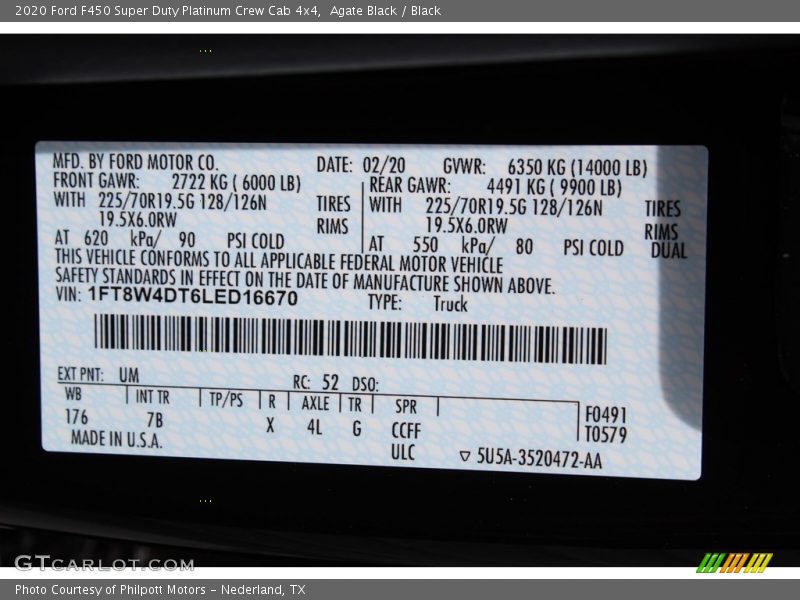 2020 Ford F450 Super Duty Platinum Crew Cab 4x4, Agate Black / Black
MFD. BY FORD MOTOR CO. DATE: 02/20 GVWR: 6350 KG (14000 LB)
FRONT GAWR: 2722 KG ( 6000 LB) REAR GAWR: 4491 KG ( 9900 LB)
WITH 225/70R19.5G 128/126N TIRES WITH 225/70R19.5G 128/126N TIRES
19.5X6.0RW RIMS 19.5X6.0RW RIMS
AT 620 kPa/ 90 PSI COLD AT 550 kPa/ 80 PSI COLD DUAL
THIS VEHICLE CONFORMS TO ALL APPLICABLE FEDERAL MOTOR VEHICLE
SAFETY STANDARDS IN EFFECT ON THE DATE OF MANUFACTURE SHOWN ABOVE.
VIN: 1FT8W4DT6LED16670 TYPE: Truck
EXT PNT: UM RC: 52 DSO:
WB INT TR TP/PS R AXLE TR SPR F0491
176 7B X 4L G CCFF T0579
MADE IN U.S.A. ULC 5U5A-3520472-AA
GTCARLOT.COM
Photo Courtesy of Philpott Motors - Nederland, TX